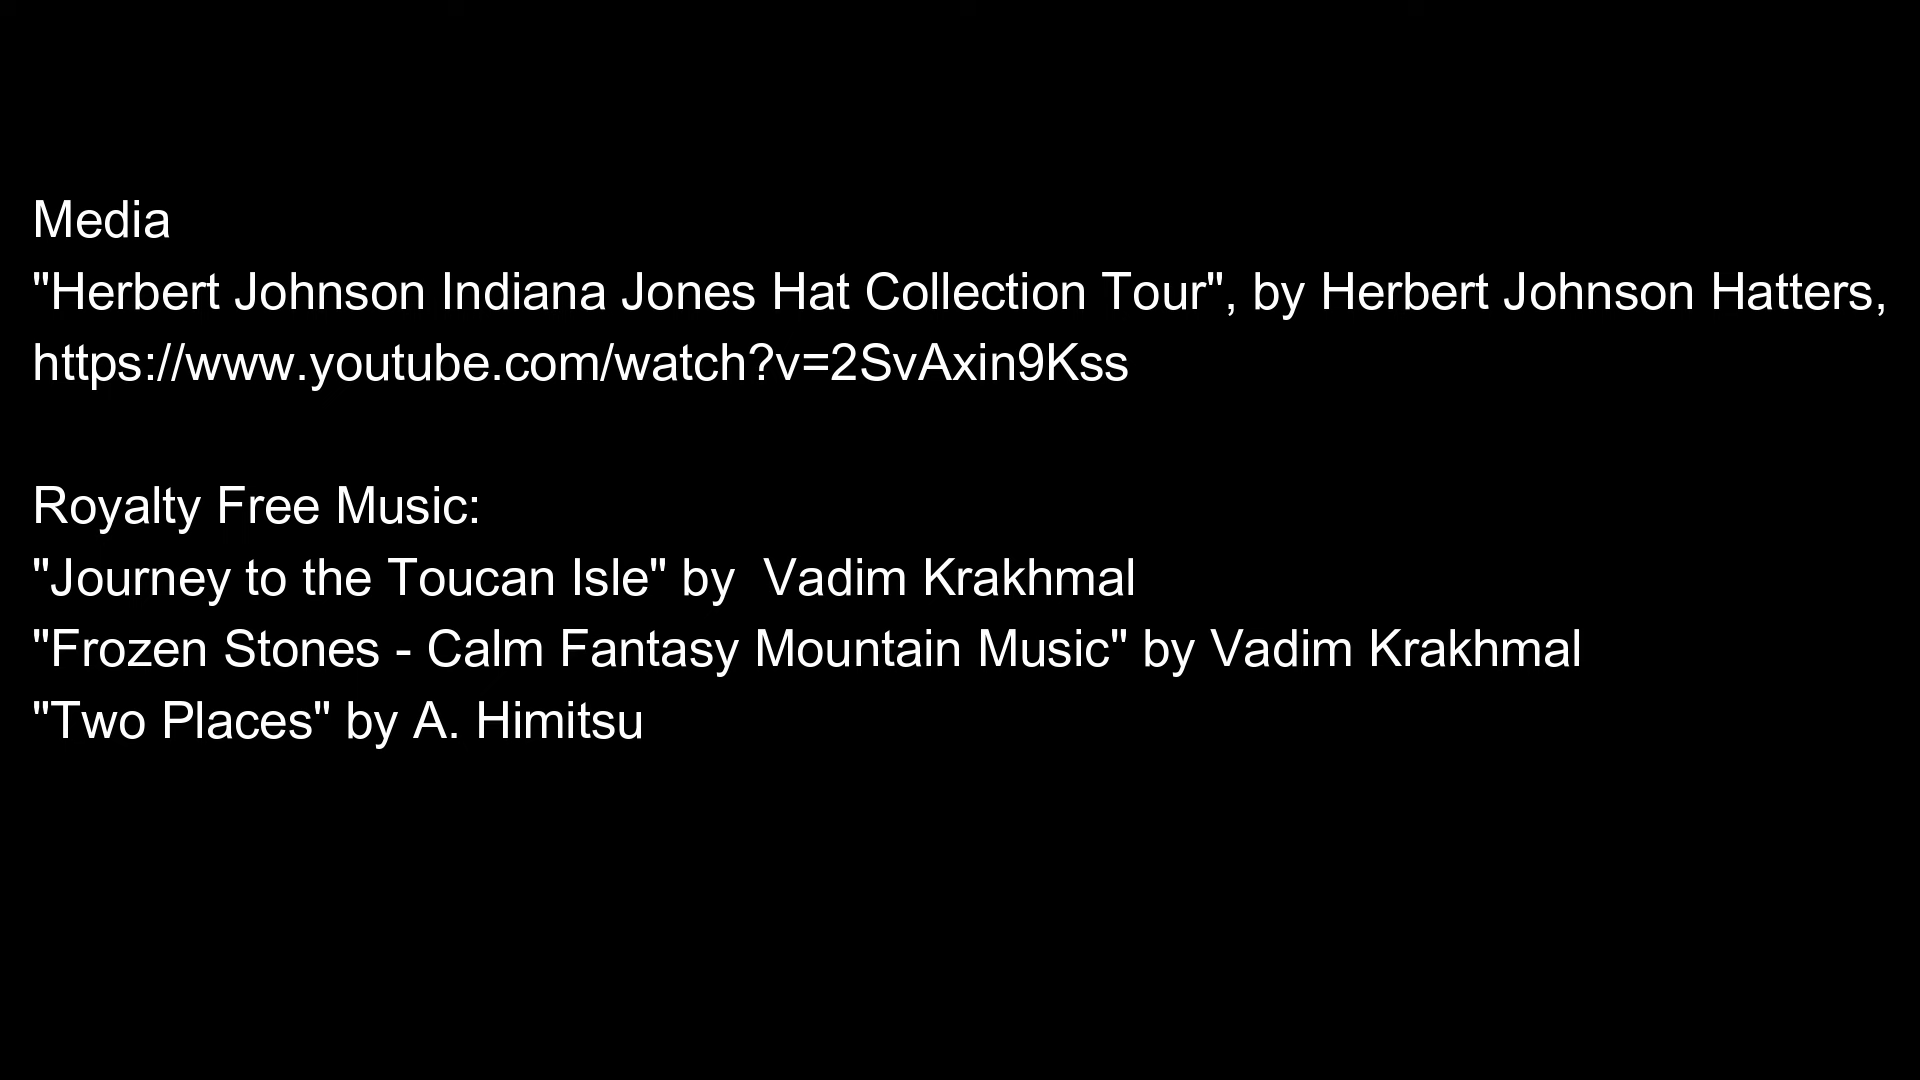 Media
"Herbert Johnson Indiana Jones Hat Collection Tour", by Herbert Johnson Hatters,
https://www.youtube.com/watch?v=2SvAxin9Kss
Royalty Free Music:
"Journey to the Toucan Isle" by  Vadim Krakhmal
"Frozen Stones - Calm Fantasy Mountain Music" by Vadim Krakhmal
"Two Places" by A. Himitsu